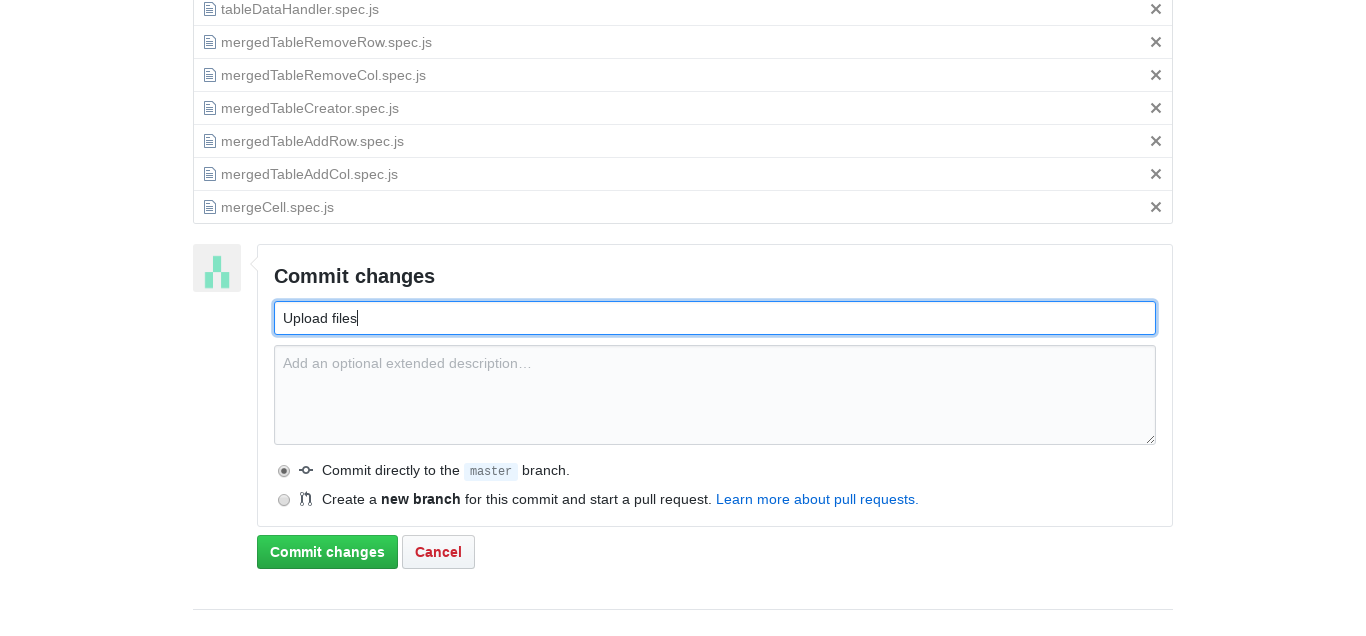 tableDataHandler.spec.js
mergedTableRemoveRow.spec.js
mergedTableRemoveCol.spec.js
mergedTableCreator.spec.js
mergedTableAddRow.spec.js
mergedTableAddCol.spec.js
mergeCell.spec.js
Commit changes
Upload files
Add an optional extended description…
Commit directly to the master branch.
Create a new branch for this commit and start a pull request. Learn more about pull requests.
Commit changes Cancel